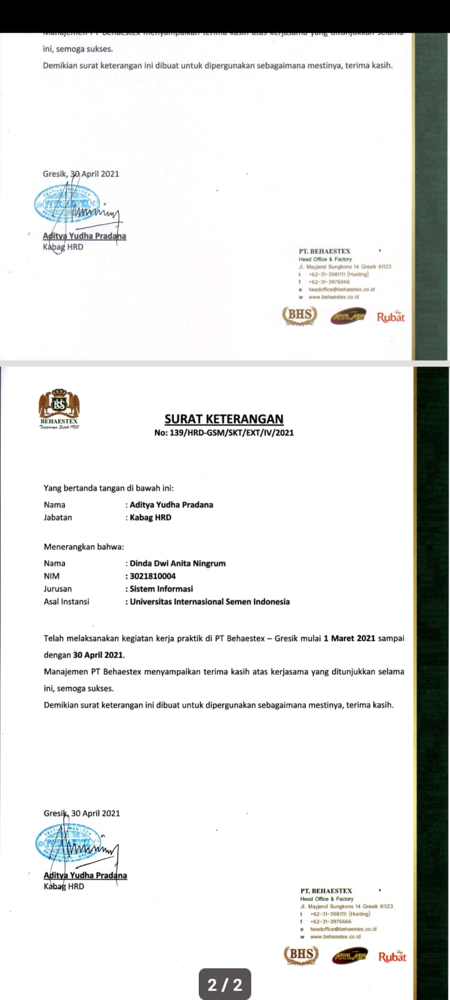 Manajemen PT Behaestex menyampaikan terima kasih atas kerjasama yang ditunjukkan selama
ini, semoga sukses.
Demikian surat keterangan ini dibuat untuk dipergunakan sebagaimana mestinya, terima kasih.
Gresik, 30 April 2021
Aditya Yudha Pradana
Kabag HRD
PT. BEHAESTEX
Head Office & Factory
Jl. Mayjend Sungkono 14 Gresik 61123
t +62-31-3981111 (Hunting)
f +62-31-3976666
e headoffice@behaestex.co.id
w www.behaestex.co.id
BHS ATLAS Rubat
BHS
BEHAESTEX
Terpercaya Sejak 1953
SURAT KETERANGAN
No: 139/HRD-GSM/SKT/EXT/IV/2021
Yang bertanda tangan di bawah ini:
Nama : Aditya Yudha Pradana
Jabatan : Kabag HRD
Menerangkan bahwa:
Nama : Dinda Dwi Anita Ningrum
NIM : 3021810004
Jurusan : Sistem Informasi
Asal Instansi : Universitas Internasional Semen Indonesia
Telah melaksanakan kegiatan kerja praktik di PT Behaestex – Gresik mulai 1 Maret 2021 sampai
dengan 30 April 2021.
Manajemen PT Behaestex menyampaikan terima kasih atas kerjasama yang ditunjukkan selama
ini, semoga sukses.
Demikian surat keterangan ini dibuat untuk dipergunakan sebagaimana mestinya, terima kasih.
Gresik, 30 April 2021
Aditya Yudha Pradana
Kabag HRD
PT. BEHAESTEX
Head Office & Factory
Jl. Mayjend Sungkono 14 Gresik 61123
t +62-31-3981111 (Hunting)
f +62-31-3976666
e headoffice@behaestex.co.id
w www.behaestex.co.id
BHS ATLAS Rubat
2 / 2